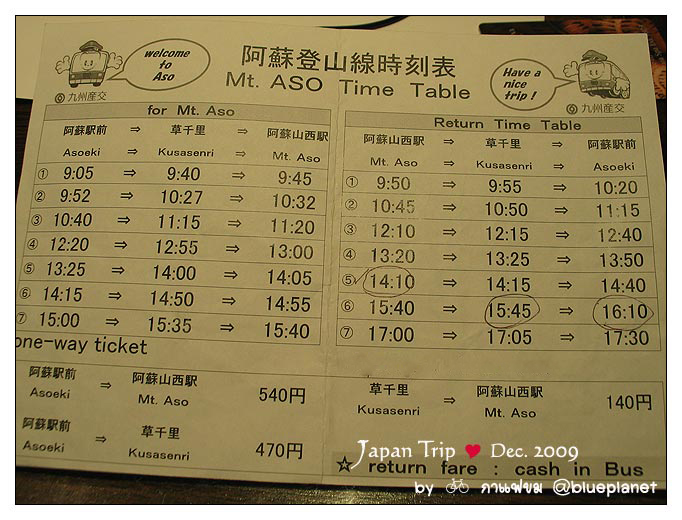 welcome
to
Aso
九州産交
阿蘇登山線時刻表
Mt. ASO Time Table
Have a
nice
trip !
九州産交
for Mt. Aso
阿蘇駅前 ⇒ 草千里 ⇒ 阿蘇山西駅
Asoeki ⇒ Kusasenri ⇒ Mt. Aso
① 9:05 ⇒ 9:40 ⇒ 9:45
② 9:52 ⇒ 10:27 ⇒ 10:32
③ 10:40 ⇒ 11:15 ⇒ 11:20
④ 12:20 ⇒ 12:55 ⇒ 13:00
⑤ 13:25 ⇒ 14:00 ⇒ 14:05
⑥ 14:15 ⇒ 14:50 ⇒ 14:55
⑦ 15:00 ⇒ 15:35 ⇒ 15:40
Return Time Table
阿蘇山西駅 ⇒ 草千里 ⇒ 阿蘇駅前
Mt. Aso ⇒ Kusasenri ⇒ Asoeki
① 9:50 ⇒ 9:55 ⇒ 10:20
② 10:45 ⇒ 10:50 ⇒ 11:15
③ 12:10 ⇒ 12:15 ⇒ 12:40
④ 13:20 ⇒ 13:25 ⇒ 13:50
⑤ 14:10 ⇒ 14:15 ⇒ 14:40
⑥ 15:40 ⇒ 15:45 ⇒ 16:10
⑦ 17:00 ⇒ 17:05 ⇒ 17:30
one-way ticket
阿蘇駅前 ⇒ 阿蘇山西駅 540円
Asoeki Mt. Aso
阿蘇駅前 ⇒ 草千里 470円
Asoeki Kusasenri
草千里 ⇒ 阿蘇山西駅 140円
Kusasenri Mt. Aso
☆ return fare : cash in Bus
Japan Trip ♥ Dec. 2009
by กาแฟขม @blueplanet